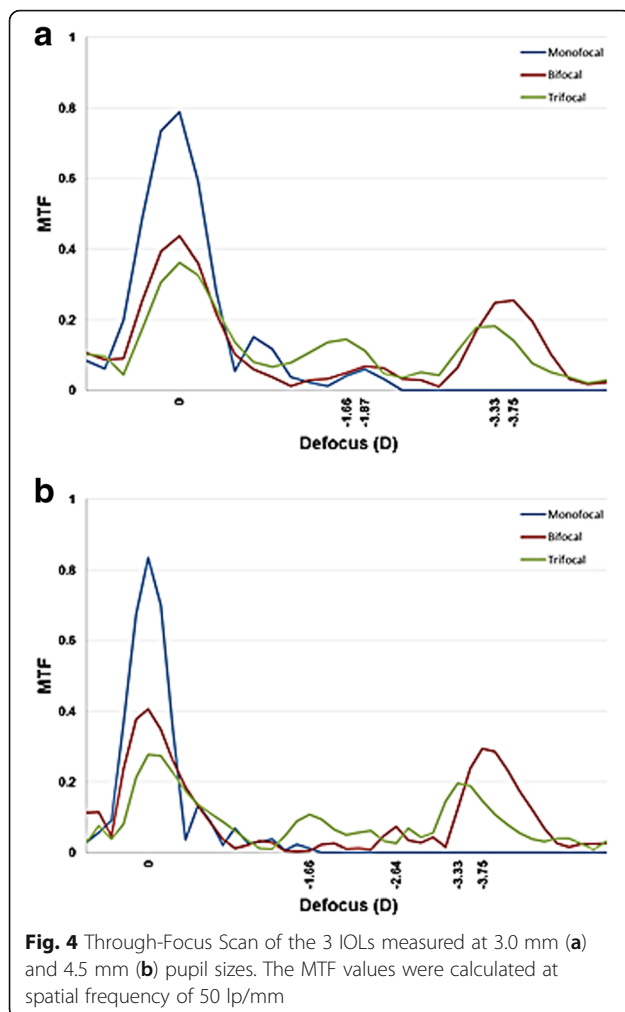 a
1
Monofocal
Bifocal
Trifocal
0.8
0.6
MTF
0.4
0.2
0
0
-1.66
-1.87
-3.33
-3.75
Defocus (D)
b
1
Monofocal
Bifocal
Trifocal
0.8
0.6
MTF
0.4
0.2
0
0
-1.66
-2.64
-3.33
-3.75
Defocus (D)
Fig. 4 Through-Focus Scan of the 3 IOLs measured at 3.0 mm (a)
and 4.5 mm (b) pupil sizes. The MTF values were calculated at
spatial frequency of 50 lp/mm